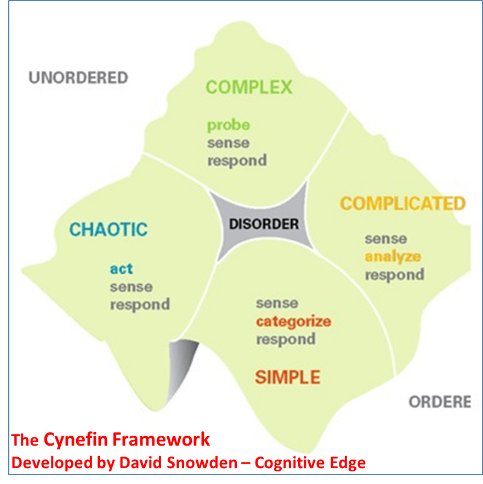 UNORDERED
COMPLEX
probe
sense
respond
COMPLICATED
sense
analyze
respond
CHAOTIC
act
sense
respond
DISORDER
sense
categorize
respond
SIMPLE
ORDERE
The Cynefin Framework
Developed by David Snowden – Cognitive Edge